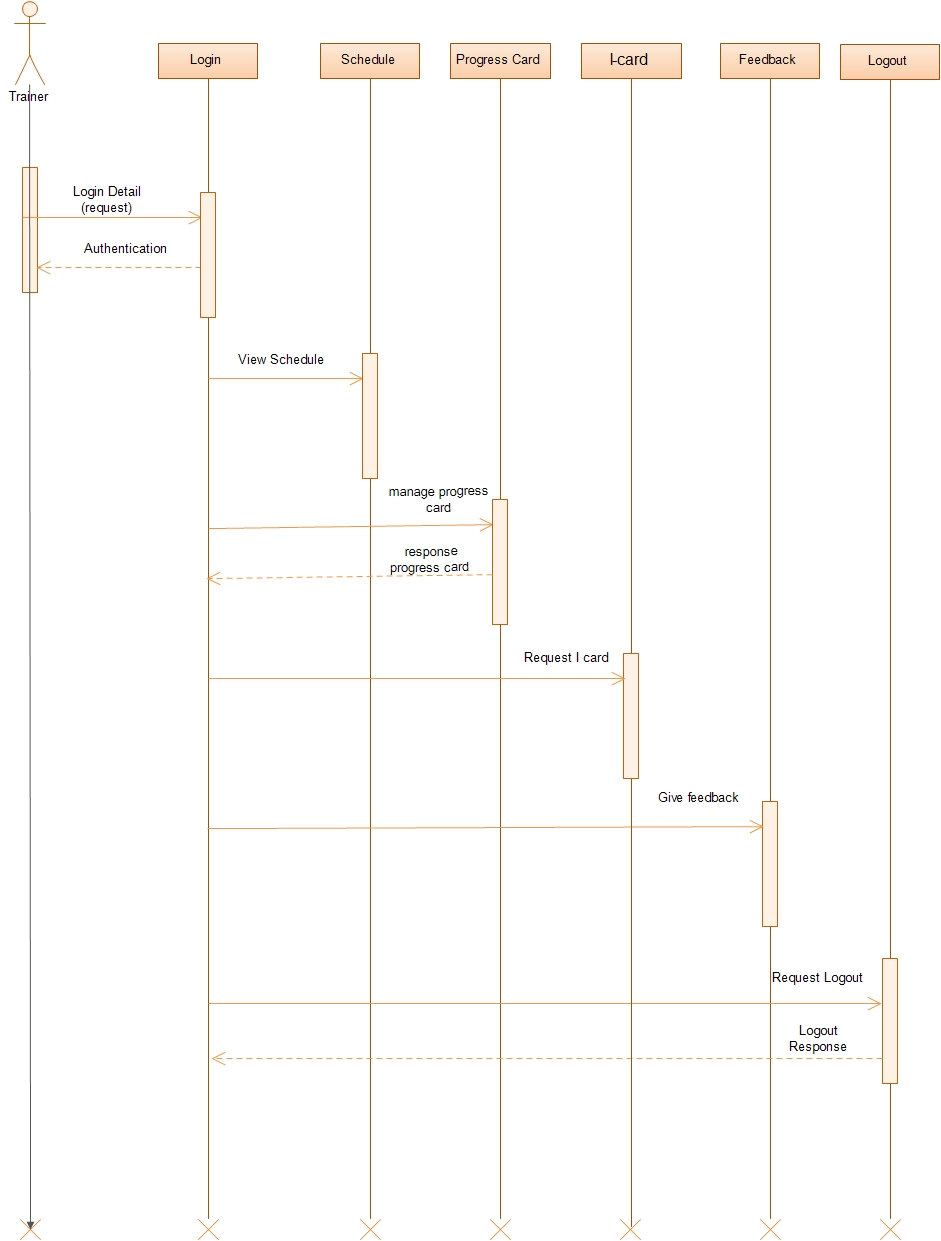 Trainer
Login
Schedule
Progress Card
I-card
Feedback
Logout
Login Detail
(request)
Authentication
View Schedule
manage progress
card
response
progress card
Request I card
Give feedback
Request Logout
Logout
Response